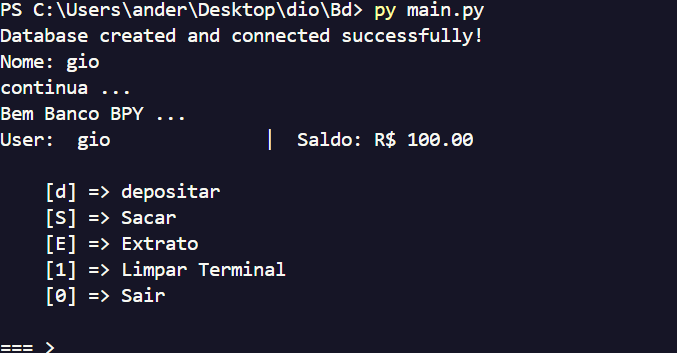 PS C:\Users\ander\Desktop\dio\Bd> py main.py
Database created and connected successfully!
Nome: gio
continua ...
Bem Banco BPY ...
User:  gio            |  Saldo: R$ 100.00
[d] => depositar
[S] => Sacar
[E] => Extrato
[1] => Limpar Terminal
[0] => Sair
=== >